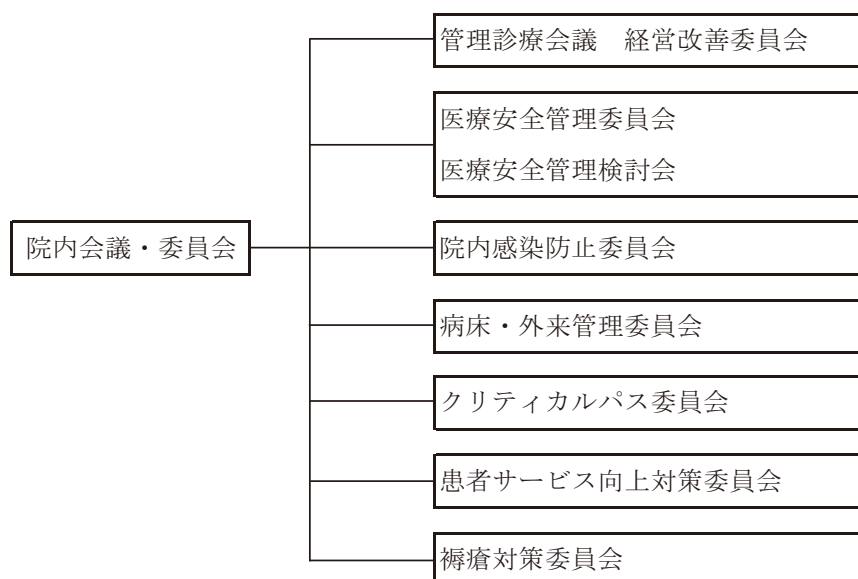 管理診療会議　経営改善委員会
医療安全管理委員会
医療安全管理検討会
院内会議・委員会
院内感染防止委員会
病床・外来管理委員会
クリティカルパス委員会
患者サービス向上対策委員会
褥瘡対策委員会